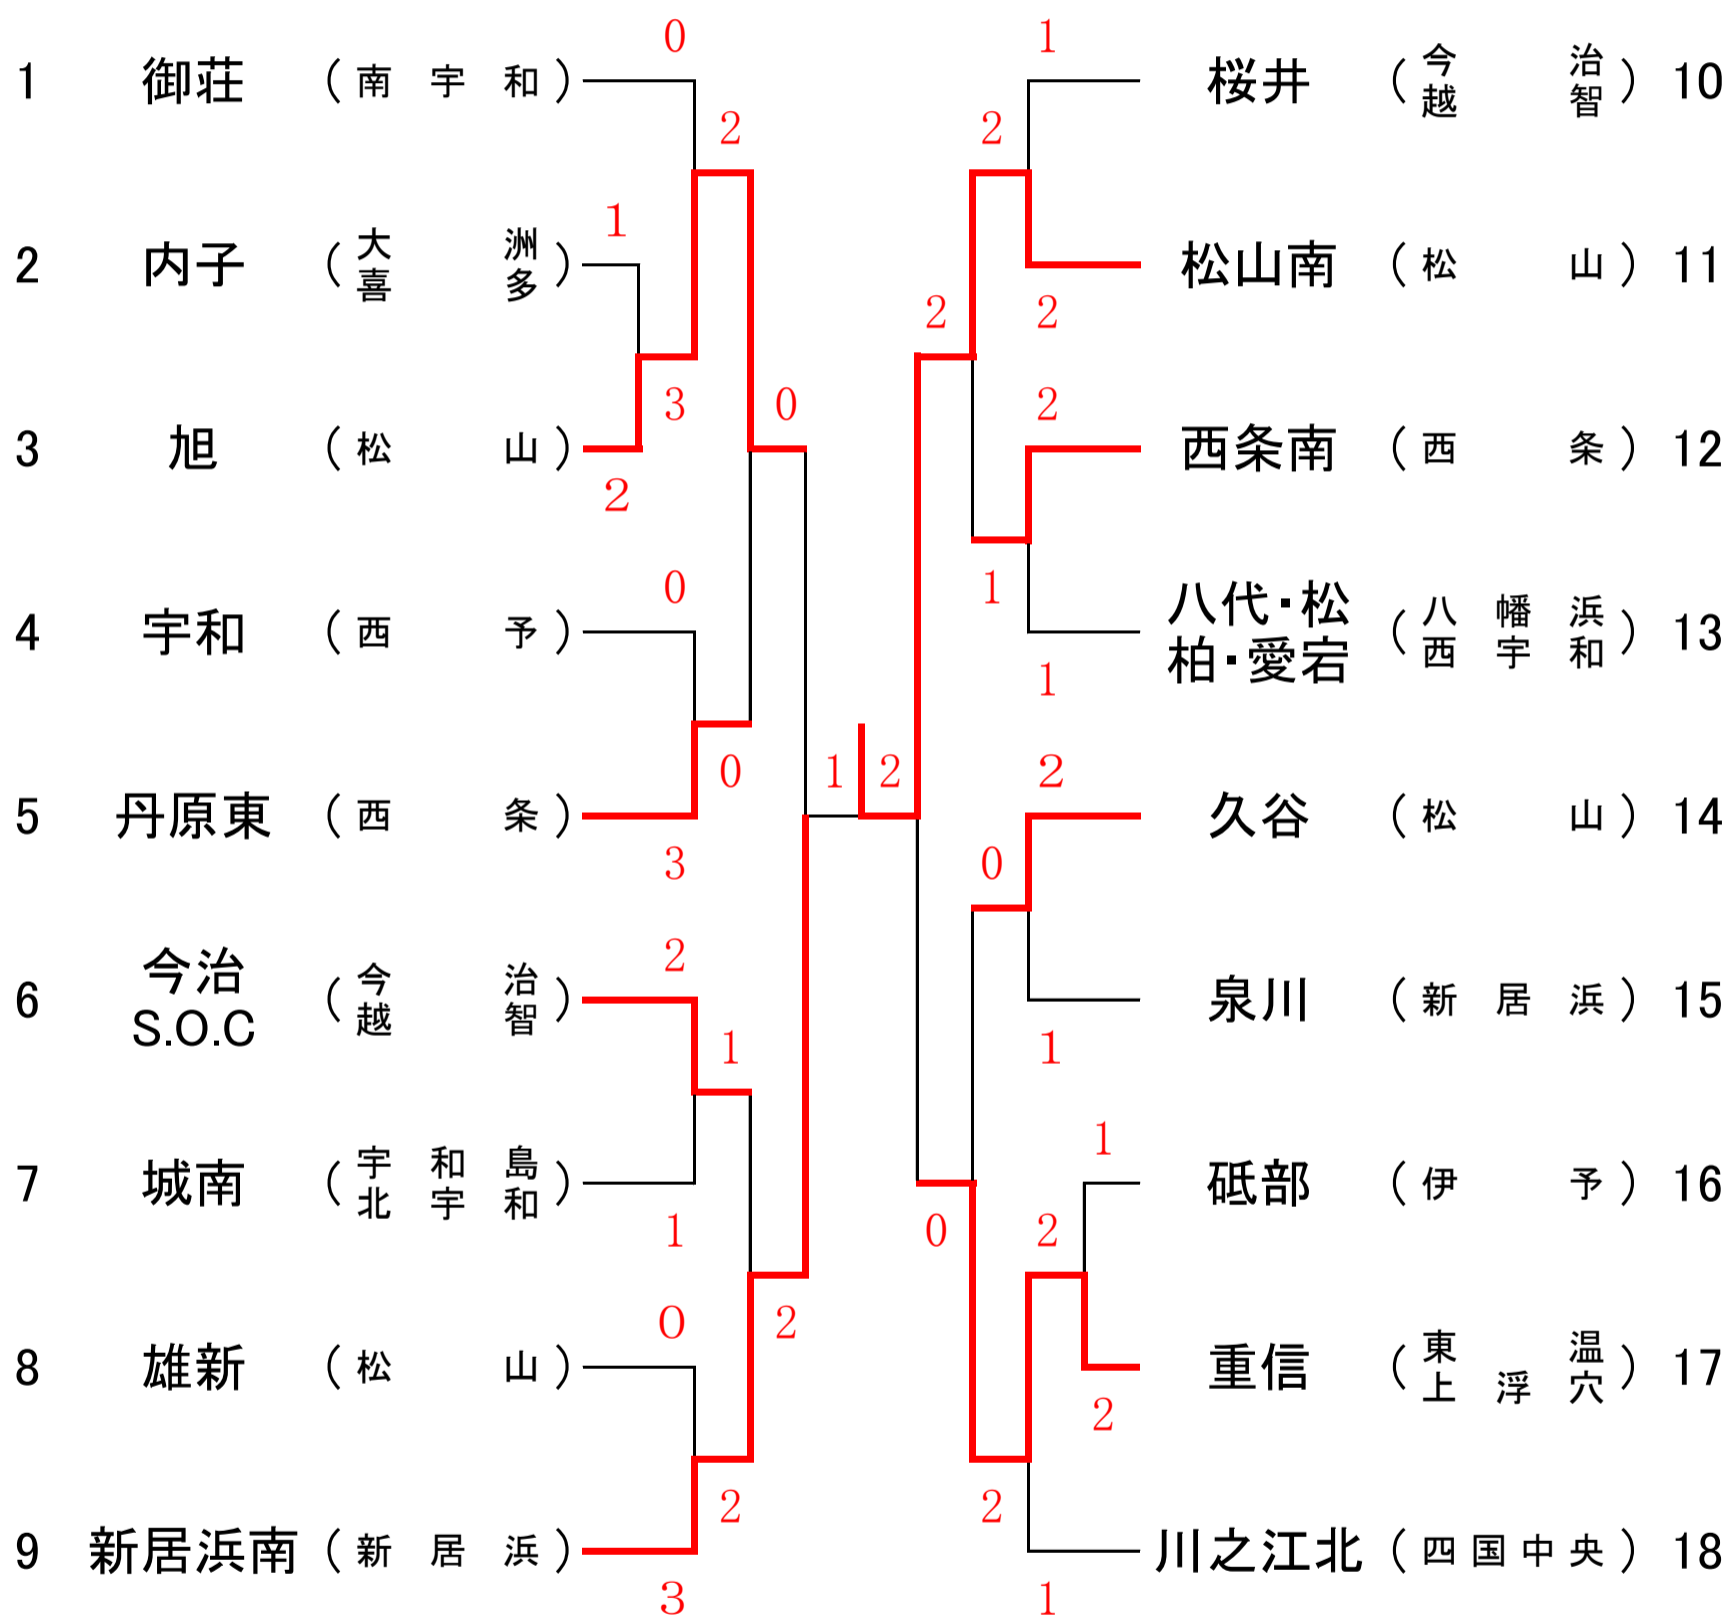 0
1 御荘 (南宇和)
2
1
2 内子 (大洲喜多)
3
0
3 旭 (松山)
2
0
4 宇和 (西予)
0
5 丹原東 (西条)
3
2
6 今治
S.O.C (今治越智)
1
7 城南 (宇和島北宇和)
1
0
2
8 雄新 (松山)
2
9 新居浜南 (新居浜)
3
1
2
1
桜井 (今治越智) 10
2
松山南 (松山) 11
2
2
2
西条南 (西条) 12
1
八代・松
柏・愛宕 (八幡浜西宇和) 13
1
2
久谷 (松山) 14
0
泉川 (新居浜) 15
1
1
砥部 (伊予) 16
0
2
重信 (東温上浮穴) 17
2
2
川之江北 (四国中央) 18
1